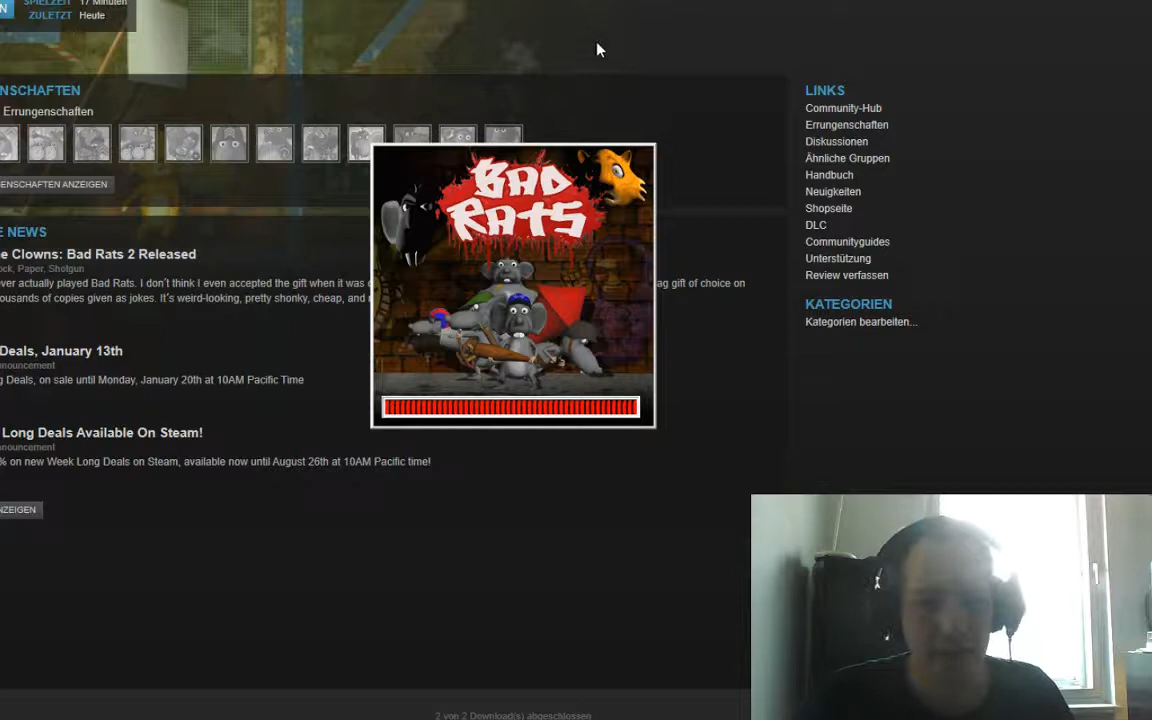 N
SPIELZEIT 17 Minuten
ZULETZT Heute
NSCHAFTEN
Errungenschaften
ENSCHAFTEN ANZEIGEN
E NEWS
e Clowns: Bad Rats 2 Released
ock, Paper, Shotgun
ever actually played Bad Rats. I don't think I even accepted the gift when it was ag gift of choice on
ousands of copies given as jokes. It's weird-looking, pretty shonky, cheap, and
Deals, January 13th
nouncement
g Deals, on sale until Monday, January 20th at 10AM Pacific Time
Long Deals Available On Steam!
nouncement
% on new Week Long Deals on Steam, available now until August 26th at 10AM Pacific time!
NZEIGEN
BAD
RATS
LINKS
Community-Hub
Errungenschaften
Diskussionen
Ähnliche Gruppen
Handbuch
Neuigkeiten
Shopseite
DLC
Communityguides
Unterstützung
Review verfassen
KATEGORIEN
Kategorien bearbeiten...
2 von 2 Download(s) abgeschlossen